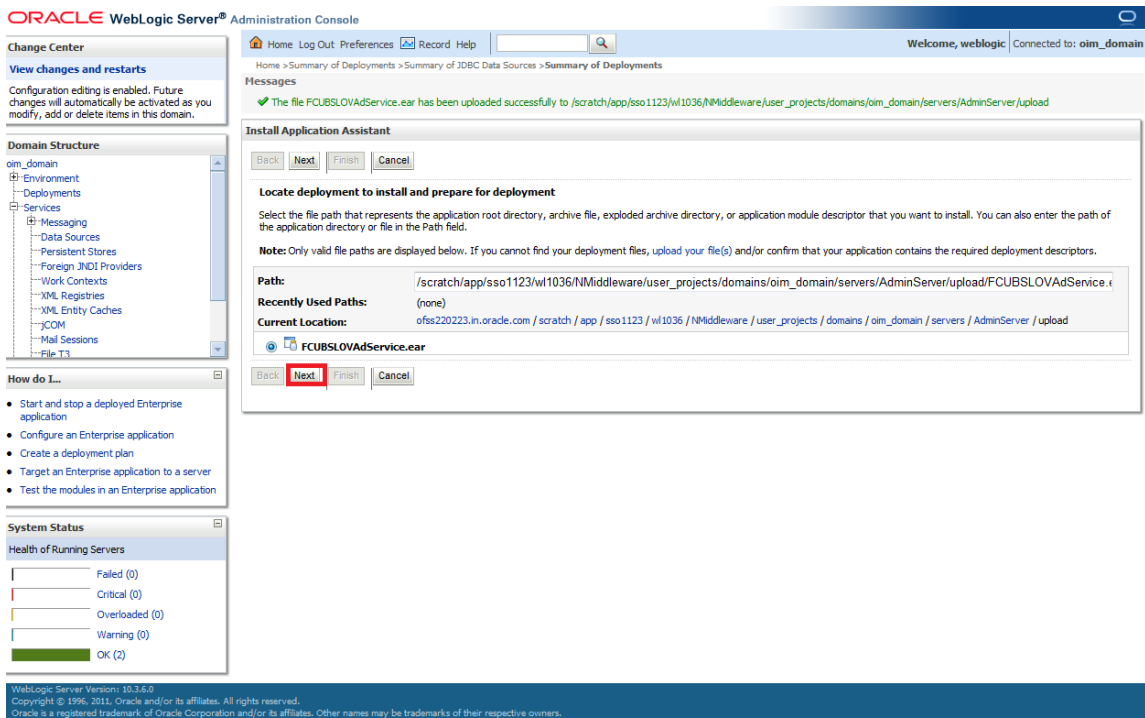 ORACLE WebLogic Server® Administration Console
Change Center
View changes and restarts
Configuration editing is enabled. Future
changes will automatically be activated as you
modify, add or delete items in this domain.
Domain Structure
oim_domain
Environment
Deployments
Services
Messaging
Data Sources
Persistent Stores
Foreign JNDI Providers
Work Contexts
XML Registries
XML Entity Caches
jCOM
Mail Sessions
File T3
How do I...
Start and stop a deployed Enterprise
application
Configure an Enterprise application
Create a deployment plan
Target an Enterprise application to a server
Test the modules in an Enterprise application
System Status
Health of Running Servers
Failed (0)
Critical (0)
Overloaded (0)
Warning (0)
OK (2)
Home Log Out Preferences Record Help
Welcome, weblogic Connected to: oim_domain
Home >Summary of Deployments >Summary of JDBC Data Sources >Summary of Deployments
Messages
The file FCUBSLOVAdService.ear has been uploaded successfully to /scratch/app/sso1123/wl1036/NMiddleware/user_projects/domains/oim_domain/servers/AdminServer/upload
Install Application Assistant
Back Next Finish Cancel
Locate deployment to install and prepare for deployment
Select the file path that represents the application root directory, archive file, exploded archive directory, or application module descriptor that you want to install. You can also enter the path of
the application directory or file in the Path field.
Note: Only valid file paths are displayed below. If you cannot find your deployment files, upload your file(s) and/or confirm that your application contains the required deployment descriptors.
Path: /scratch/app/sso1123/wl1036/NMiddleware/user_projects/domains/oim_domain/servers/AdminServer/upload/FCUBSLOVAdService.e
Recently Used Paths: (none)
Current Location: ofss220223.in.oracle.com / scratch / app / sso1123 / wl1036 / NMiddleware / user_projects / domains / oim_domain / servers / AdminServer / upload
FCUBSLOVAdService.ear
Back Next Finish Cancel
WebLogic Server Version: 10.3.6.0
Copyright © 1996, 2011, Oracle and/or its affiliates. All rights reserved.
Oracle is a registered trademark of Oracle Corporation and/or its affiliates. Other names may be trademarks of their respective owners.